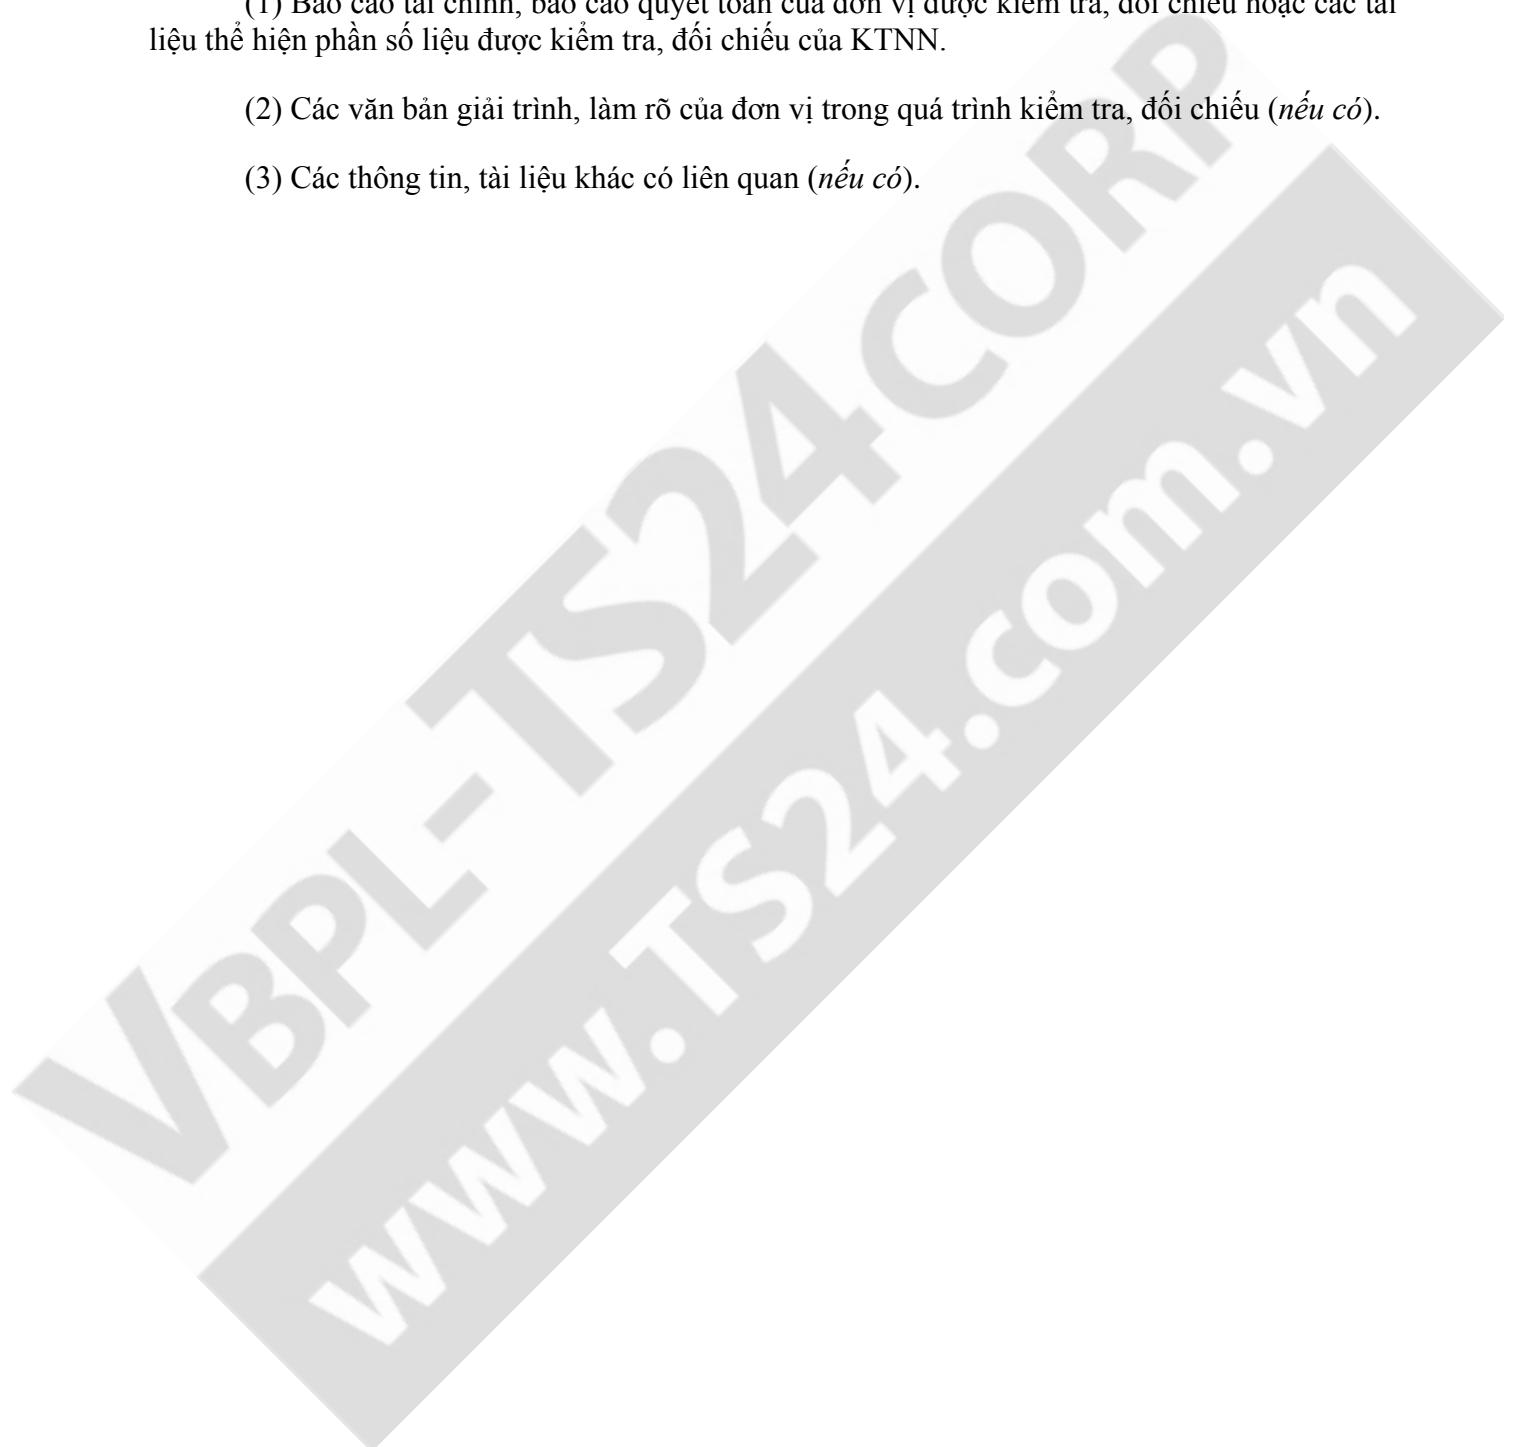 (1) Báo cáo tài chính, báo cáo quyết toán của đơn vị được kiểm tra, đối chiếu hoặc các tài
liệu thể hiện phần số liệu được kiểm tra, đối chiếu của KTNN.
(2) Các văn bản giải trình, làm rõ của đơn vị trong quá trình kiểm tra, đối chiếu (nếu có).
(3) Các thông tin, tài liệu khác có liên quan (nếu có).
VBPL-TS24CORP
www.TS24.com.vn